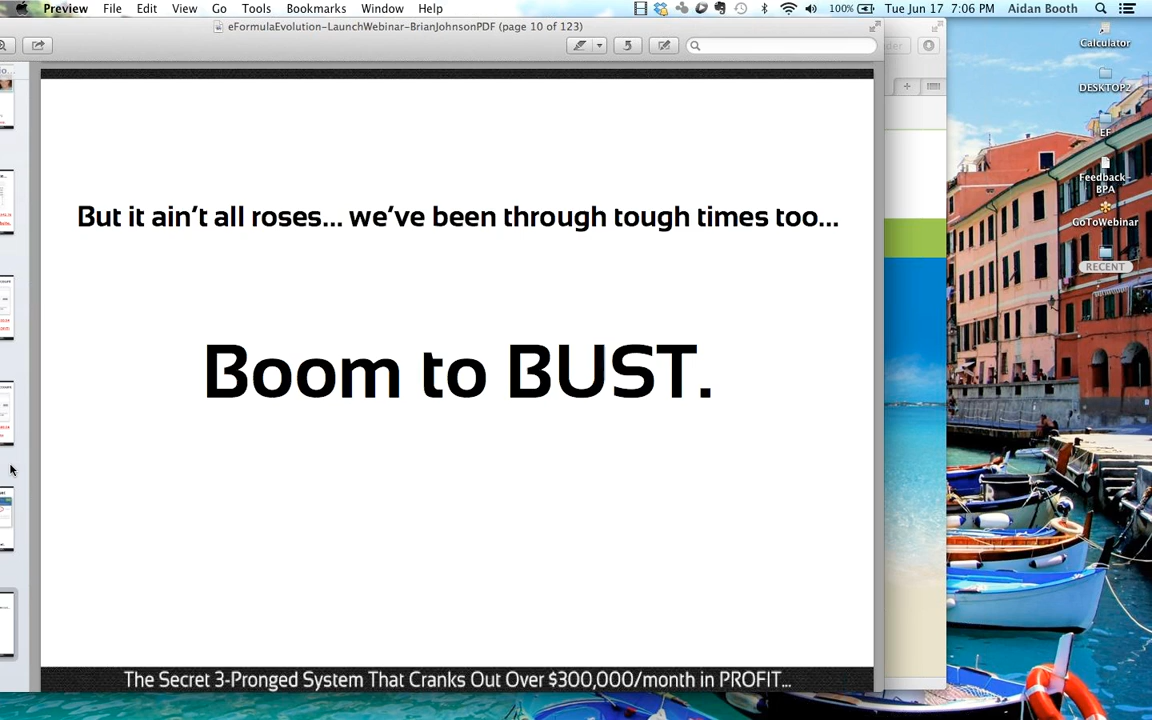 Preview File Edit View Go Tools Bookmarks Window Help 100% Tue Jun 17 7:06 PM Aidan Booth
eFormulaEvolution-LaunchWebinar-BrianJohnsonPDF (page 10 of 123)
Calculator
DESKTOP2
EF
Feedback-
BPA
GoToWebinar
RECENT
But it ain't all roses... we've been through tough times too...
Boom to BUST.
The Secret 3-Pronged System That Cranks Out Over $300,000/month in PROFIT...